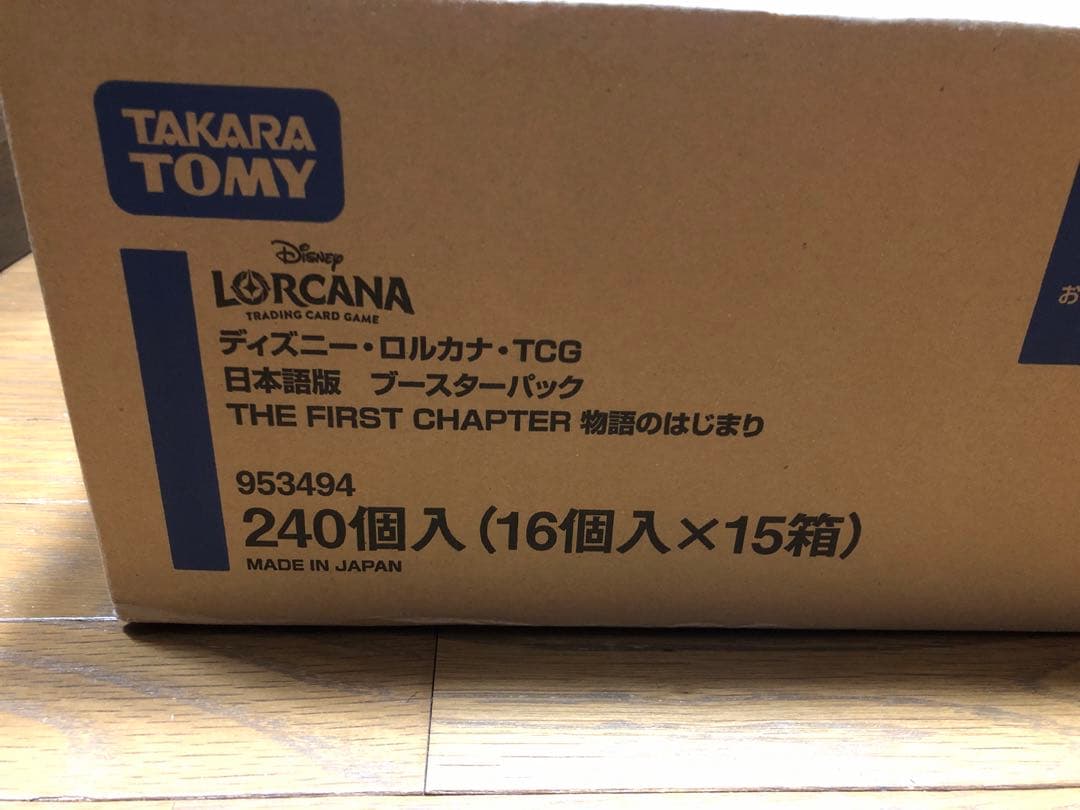 TAKARA
TOMY
Disney
LORCANA
TRADING CARD GAME
ディズニー・ロルカナ・TCG
日本語版　ブースターパック
THE FIRST CHAPTER 物語のはじまり
953494
240個入(16個入×15箱)
MADE IN JAPAN
お